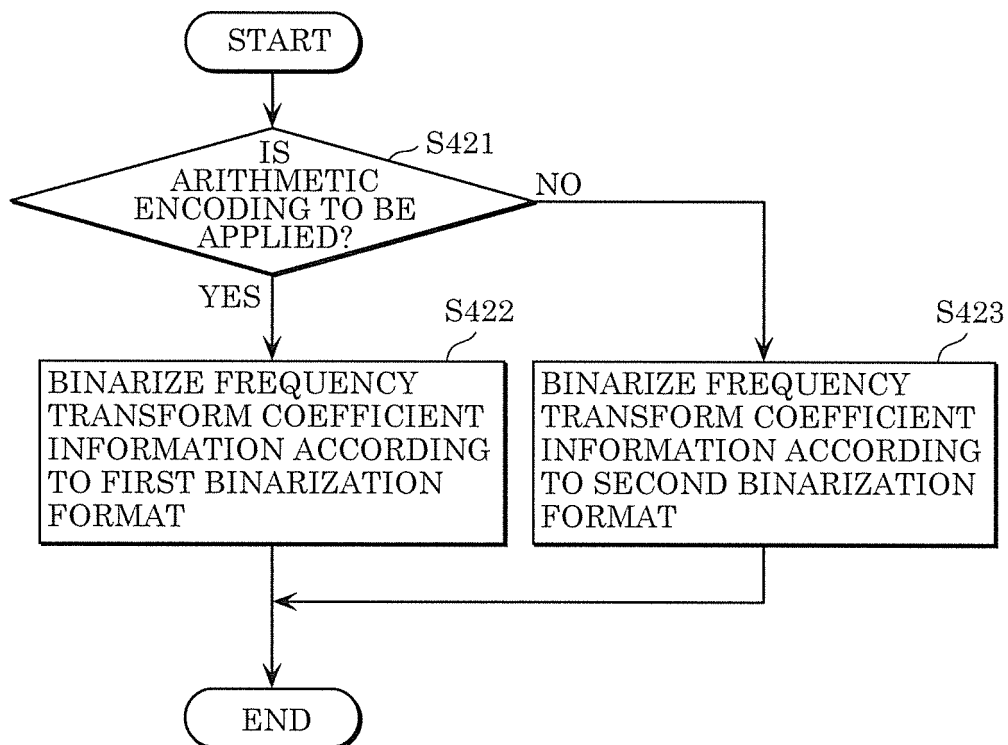 START
S421
IS
ARITHMETIC
ENCODING TO BE
APPLIED?
NO
YES
S422
BINARIZE FREQUENCY
TRANSFORM COEFFICIENT
INFORMATION ACCORDING
TO FIRST BINARIZATION
FORMAT
S423
BINARIZE FREQUENCY
TRANSFORM COEFFICIENT
INFORMATION ACCORDING
TO SECOND BINARIZATION
FORMAT
END